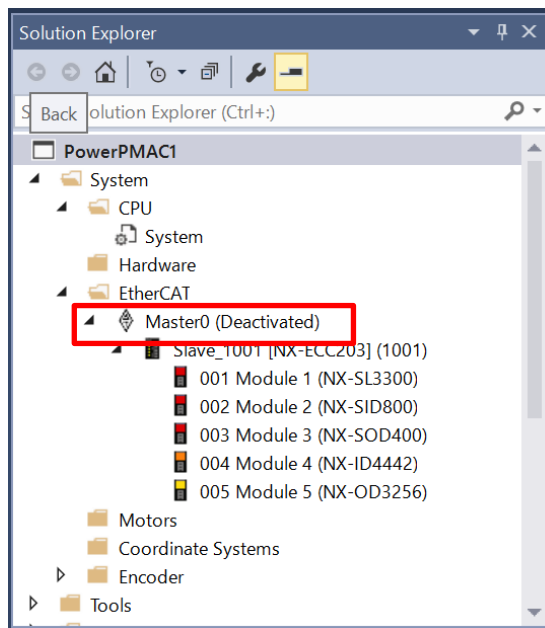 Solution Explorer
S
Back
olution Explorer (Ctrl+:)
PowerPMAC1
System
CPU
System
Hardware
EtherCAT
Master0 (Deactivated)
Slave_1001 [NX-ECC203] (1001)
001 Module 1 (NX-SL3300)
002 Module 2 (NX-SID800)
003 Module 3 (NX-SOD400)
004 Module 4 (NX-ID4442)
005 Module 5 (NX-OD3256)
Motors
Coordinate Systems
Encoder
Tools